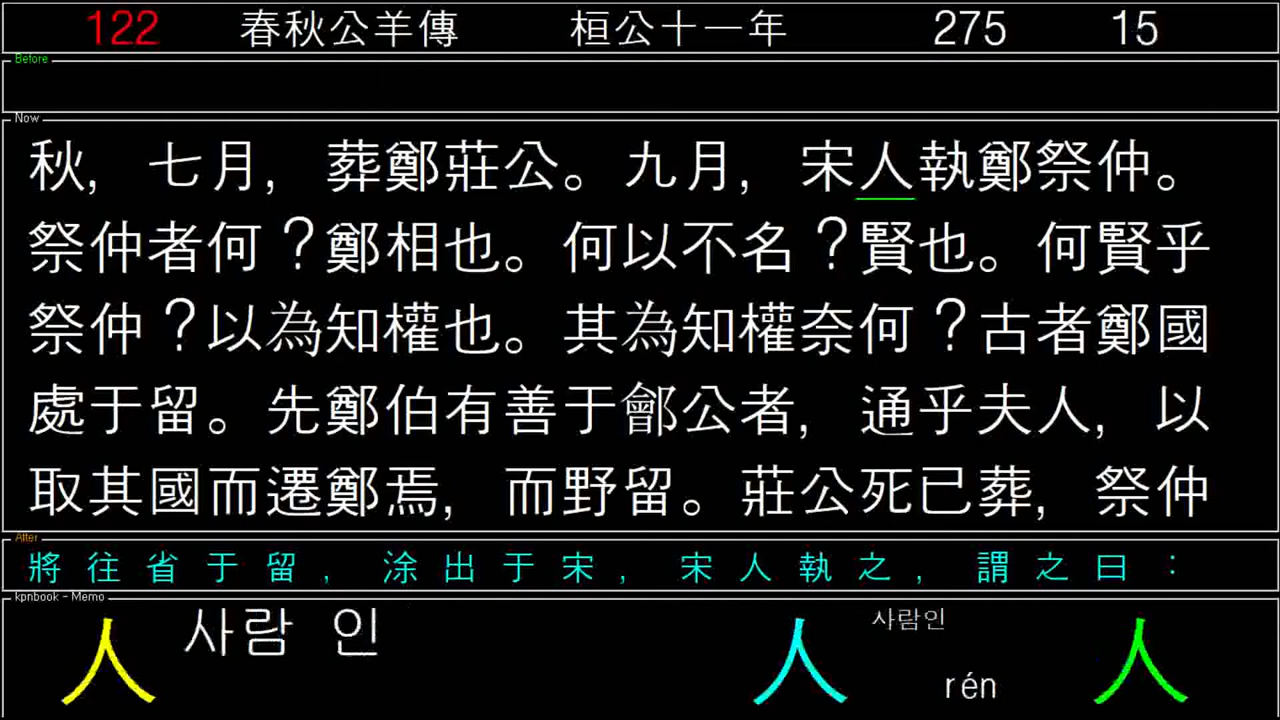 122 春秋公羊傳 桓公十一年 275 15
Before
Now
秋, 七月, 葬鄭莊公。九月, 宋人執鄭祭仲。
祭仲者何？鄭相也。何以不名？賢也。何賢乎
祭仲？以為知權也。其為知權奈何？古者鄭國
處于留。先鄭伯有善于鄶公者, 通乎夫人, 以
取其國而遷鄭焉, 而野留。莊公死已葬, 祭仲
After
將往省于留, 涂出于宋, 宋人執之, 謂之曰：
kpnbook - Memo
人 사람 인 人 사람인 rén 人